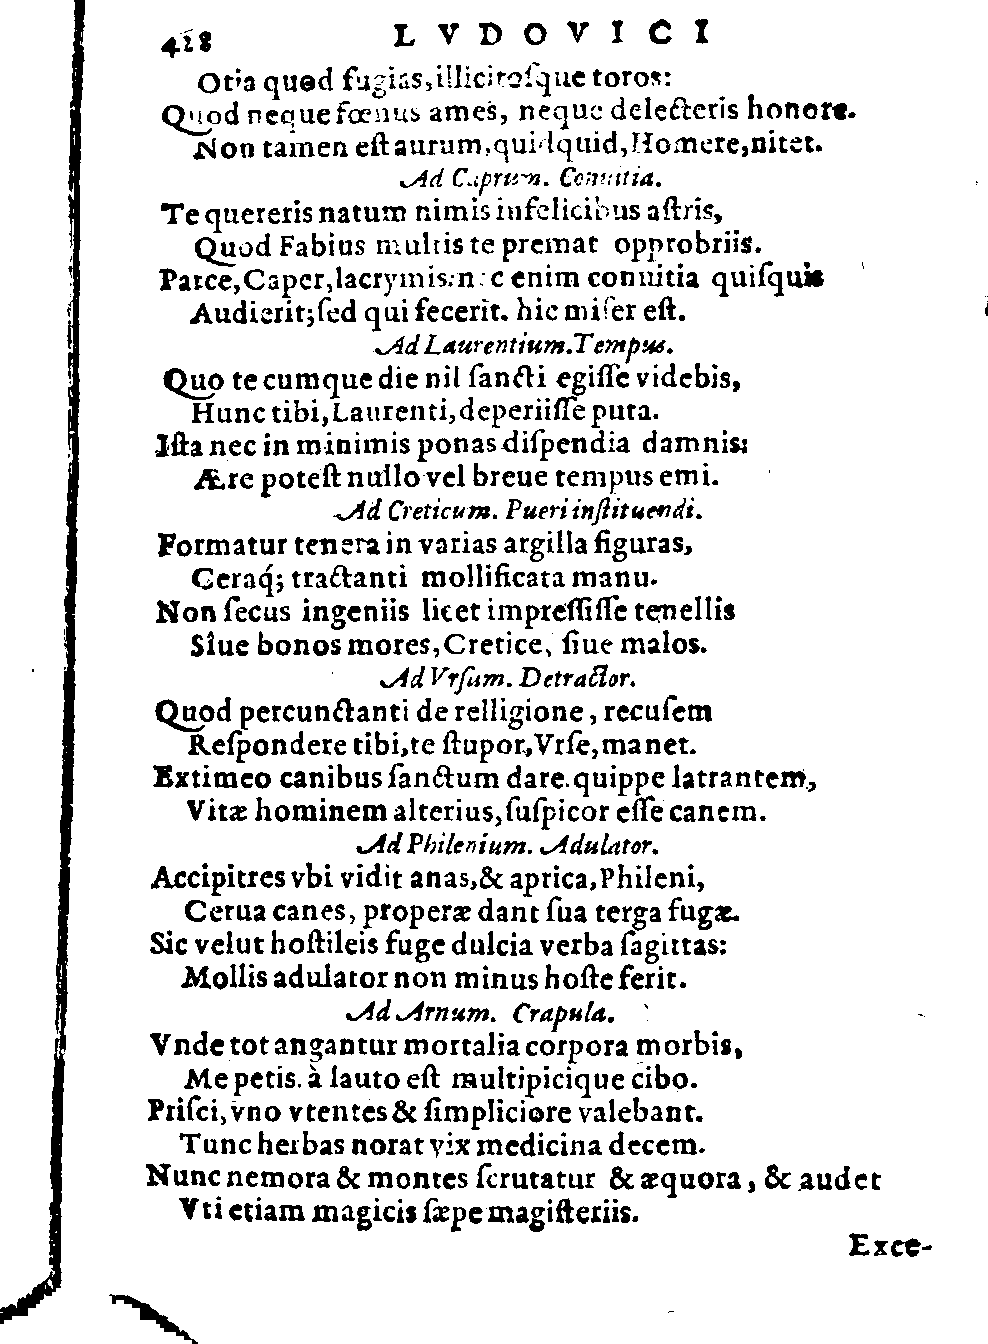 418 LVDOVICI
Otia quod fugias, illicitoſque toros:
Quod neque fœnus ames, neque delecteris honore.
Non tamen eſt aurum, quidquid, Homere, nitet.
Ad Caprum. Conuitia.
Te quereris natum nimis infelicibus aſtris,
Quod Fabius multis te premat opprobriis.
Parce, Caper, lacrymis: nec enim conuitia quiſquis
Audierit; ſed qui fecerit. hic miſer eſt.
Ad Laurentium. Tempus.
Quo te cumque die nil ſancti egiſſe videbis,
Hunc tibi, Laurenti, deperiiſſe puta.
Iſta nec in minimis ponas diſpendia damnis:
Ære poteſt nullo vel breue tempus emi.
Ad Creticum. Pueri inſtituendi.
Formatur tenera in varias argilla figuras,
Ceraq́; tractanti mollificata manu.
Non ſecus ingeniis licet impreſſiſſe tenellis
Siue bonos mores, Cretice, ſiue malos.
Ad Vrſum. Detractor.
Quod percunctanti de relligione, recuſem
Reſpondere tibi, te ſtupor, Vrſe, manet.
Extimeo canibus ſanctum dare. quippe latrantem,
Vitæ hominem alterius, ſuſpicor eſſe canem.
Ad Philenium. Adulator.
Accipitres vbi vidit anas, & aprica, Phileni,
Cerua canes, properæ dant ſua terga fugæ.
Sic velut hoſtileis fuge dulcia verba ſagittas:
Mollis adulator non minus hoſte ferit.
Ad Arnum. Crapula.
Vnde tot angantur mortalia corpora morbis,
Me petis. à lauto eſt multipicique cibo.
Priſci, vno vtentes & ſimpliciore valebant.
Tunc herbas norat vix medicina decem.
Nunc nemora & montes ſcrutatur & æquora, & audet
Vti etiam magicis ſæpe magiſteriis.
Exce-